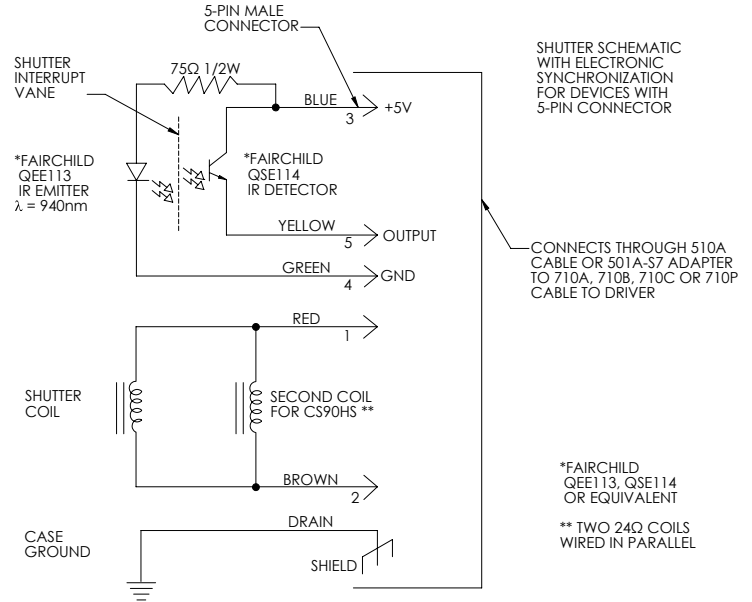 5-PIN MALE
CONNECTOR
SHUTTER SCHEMATIC
WITH ELECTRONIC
SYNCHRONIZATION
FOR DEVICES WITH
5-PIN CONNECTOR
SHUTTER
INTERRUPT
VANE
75Ω 1/2W
BLUE
3
+5V
*FAIRCHILD
QEE113
IR EMITTER
λ = 940nm
*FAIRCHILD
QSE114
IR DETECTOR
YELLOW
5
OUTPUT
GREEN
4
GND
CONNECTS THROUGH 510A
CABLE OR 501A-S7 ADAPTER
TO 710A, 710B, 710C OR 710P
CABLE TO DRIVER
RED
1
SHUTTER
COIL
SECOND COIL
FOR CS90HS **
BROWN
2
*FAIRCHILD
QEE113, QSE114
OR EQUIVALENT
** TWO 24Ω COILS
WIRED IN PARALLEL
CASE
GROUND
DRAIN
SHIELD